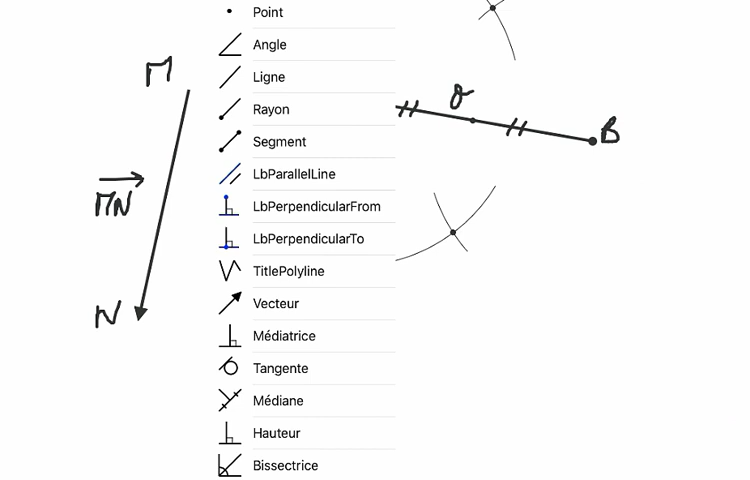 Point
Angle
Ligne
Rayon
Segment
LbParallelLine
LbPerpendicularFrom
LbPerpendicularTo
TitlePolyline
Vecteur
Médiatrice
Tangente
Médiane
Hauteur
Bissectrice
M
MN
N
B